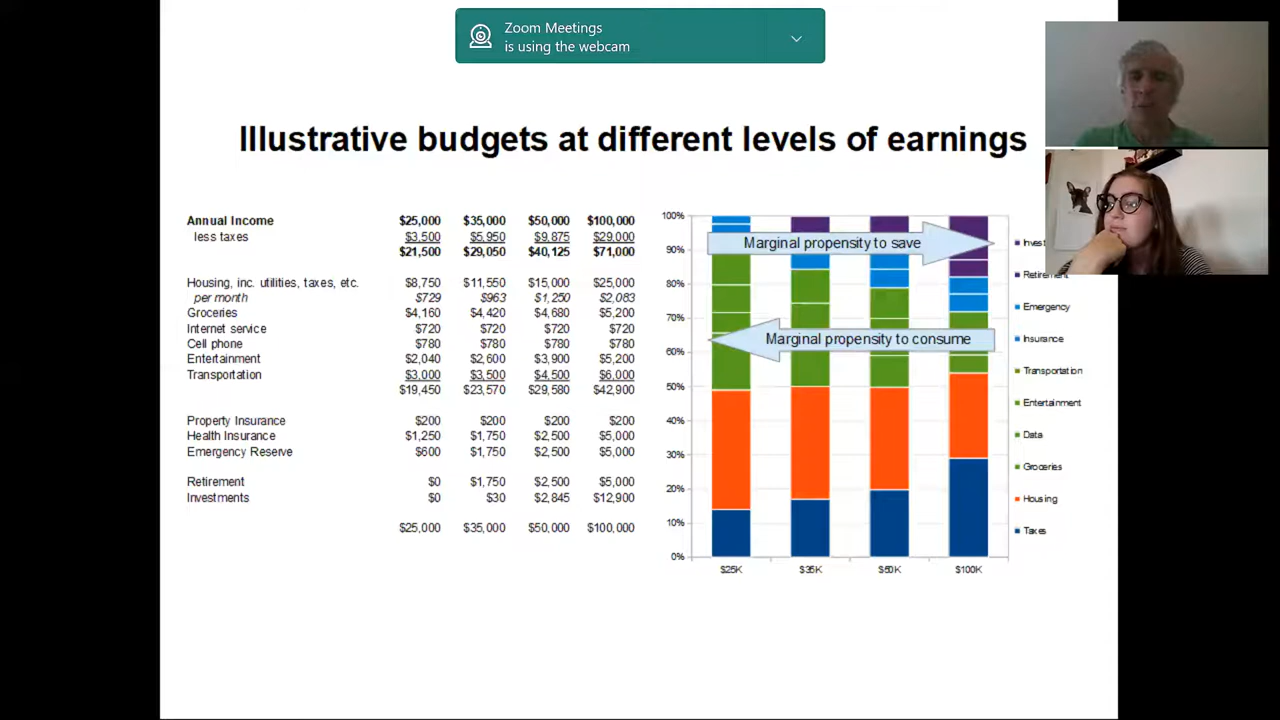 Zoom Meetings
is using the webcam
Illustrative budgets at different levels of earnings
Annual Income $25,000 $35,000 $50,000 $100,000
less taxes $3,500 $5,950 $9,875 $29,000
$21,500 $29,050 $40,125 $71,000
Housing, inc. utilities, taxes, etc. $8,750 $11,550 $15,000 $25,000
per month $729 $963 $1,250 $2,083
Groceries $4,160 $4,420 $4,680 $5,200
Internet service $720 $720 $720 $720
Cell phone $780 $780 $780 $780
Entertainment $2,040 $2,600 $3,900 $5,200
Transportation $3,000 $3,500 $4,500 $6,000
$19,450 $23,570 $29,580 $42,900
Property Insurance $200 $200 $200 $200
Health Insurance $1,250 $1,750 $2,500 $5,000
Emergency Reserve $600 $1,750 $2,500 $5,000
Retirement $0 $1,750 $2,500 $5,000
Investments $0 $30 $2,845 $12,900
$25,000 $35,000 $50,000 $100,000
100%
90%
80%
70%
60%
50%
40%
30%
20%
10%
0%
Marginal propensity to save
Marginal propensity to consume
$25K $35K $50K $100K
Retirement
Emergency
Insurance
Transportation
Entertainment
Data
Groceries
Housing
Taxes